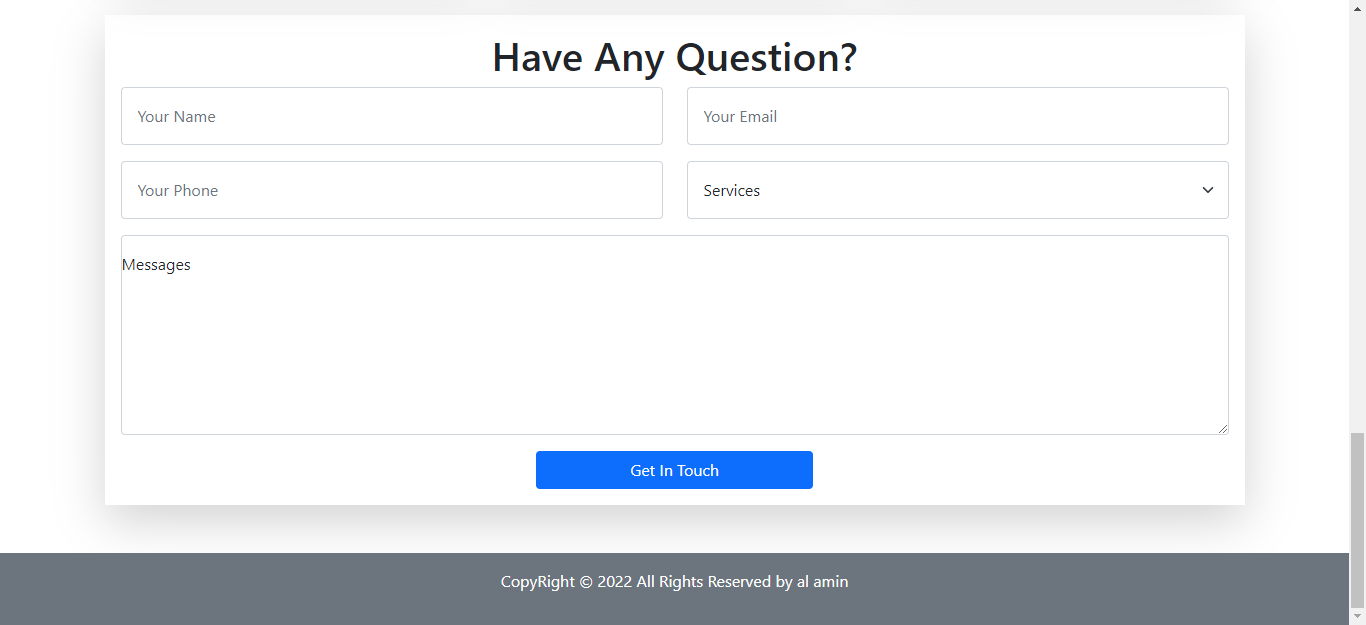 Have Any Question?
Your Name
Your Email
Your Phone
Services
Messages
Get In Touch
CopyRight © 2022 All Rights Reserved by al amin